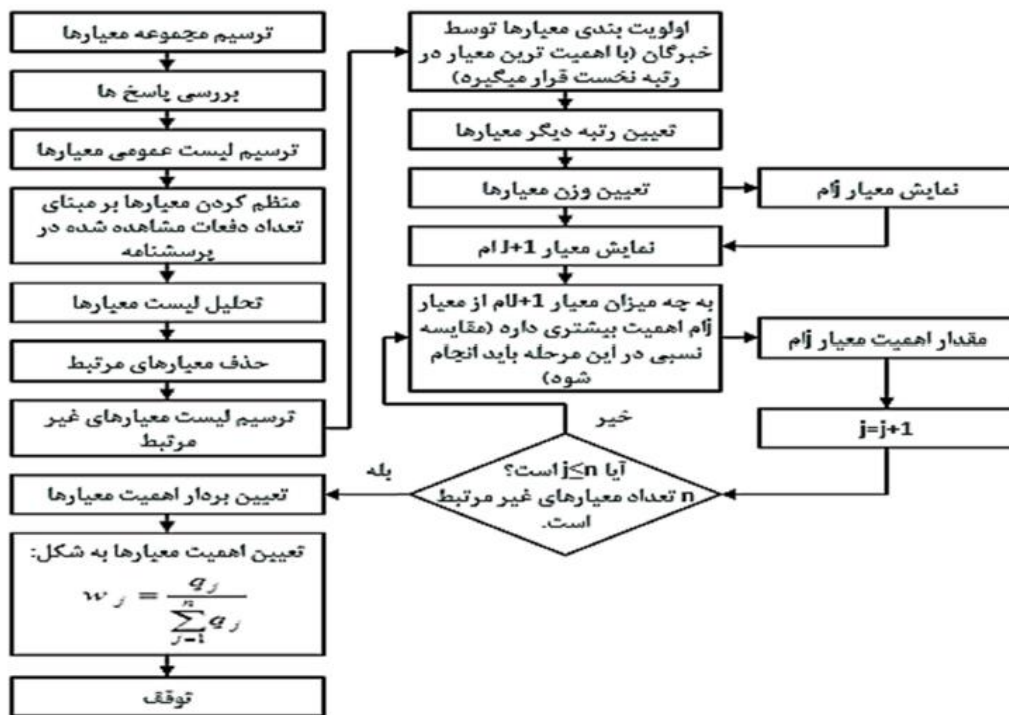 ترسیم مجموعه معیارها
بررسی پاسخ ها
ترسیم لیست عمومی معیارها
منظم کردن معیارها بر مبنای
تعداد دفعات مشاهده شده در
پرسشنامه
تحلیل لیست معیارها
حذف معیارهای مرتبط
ترسیم لیست معیارهای غیر
مرتبط
اولویت بندی معیارها توسط
خبرگان (با اهمیت ترین معیار در
رتبه نخست قرار میگیره)
تعیین رتبه دیگر معیارها
تعیین وزن معیارها
نمایش معیار jام
نمایش معیار J+1 ام
به چه میزان معیار J+1ام از معیار
jام اهمیت بیشتری داره (مقایسه
نسبی در این مرحله باید انجام
شوه)
مقدار اهمیت معیار jام
j=j+1
خیر
آیا j≤n است؟
n تعداد معیارهای غیر مرتبط
است.
بله
تعیین بردار اهمیت معیارها
تعیین اهمیت معیارها به شکل:
w j = q j / n ∑ j=1 q j
توقف